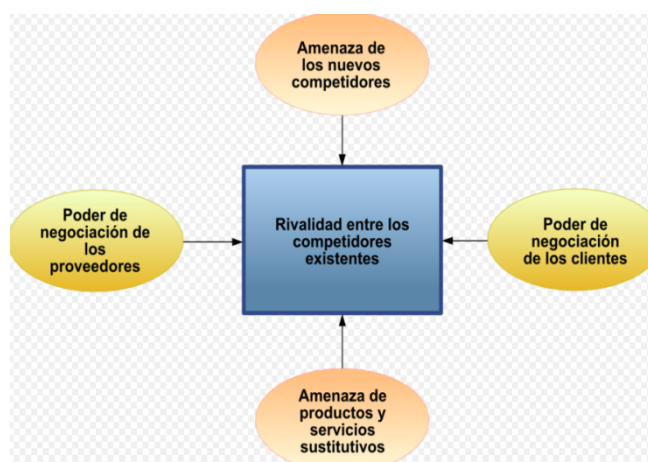 Amenaza de
los nuevos
competidores
Poder de
negociación de
los
proveedores
Rivalidad entre los
competidores
existentes
Poder de
negociación
de los clientes
Amenaza de
productos y
servicios
sustitutivos